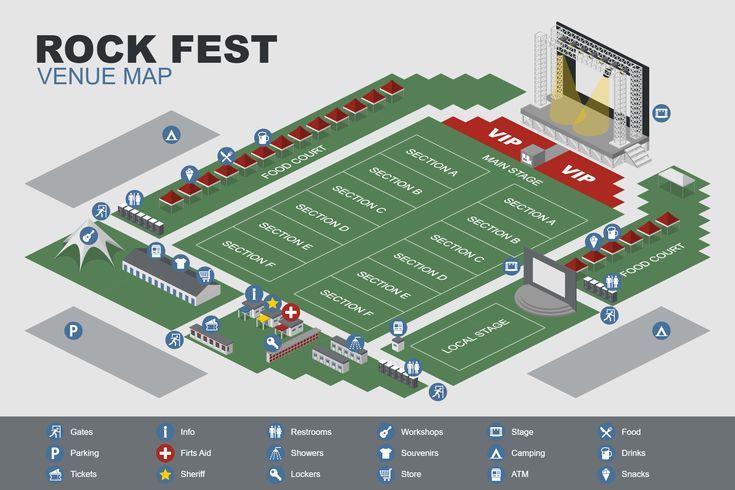 ROCK FEST
VENUE MAP
FOOD COURT
VIP
VIP
MAIN STAGE
SECTION A
SECTION B
SECTION C
SECTION D
SECTION E
SECTION F
SECTION A
SECTION B
SECTION C
SECTION D
SECTION E
SECTION F
FOOD COURT
LOCAL STAGE
P
i
Gates
Info
Restrooms
Workshops
Stage
Food
Parking
Firts Aid
Showers
Souvenirs
Camping
Drinks
Tickets
Sheriff
Lockers
Store
ATM
Snacks
P
i